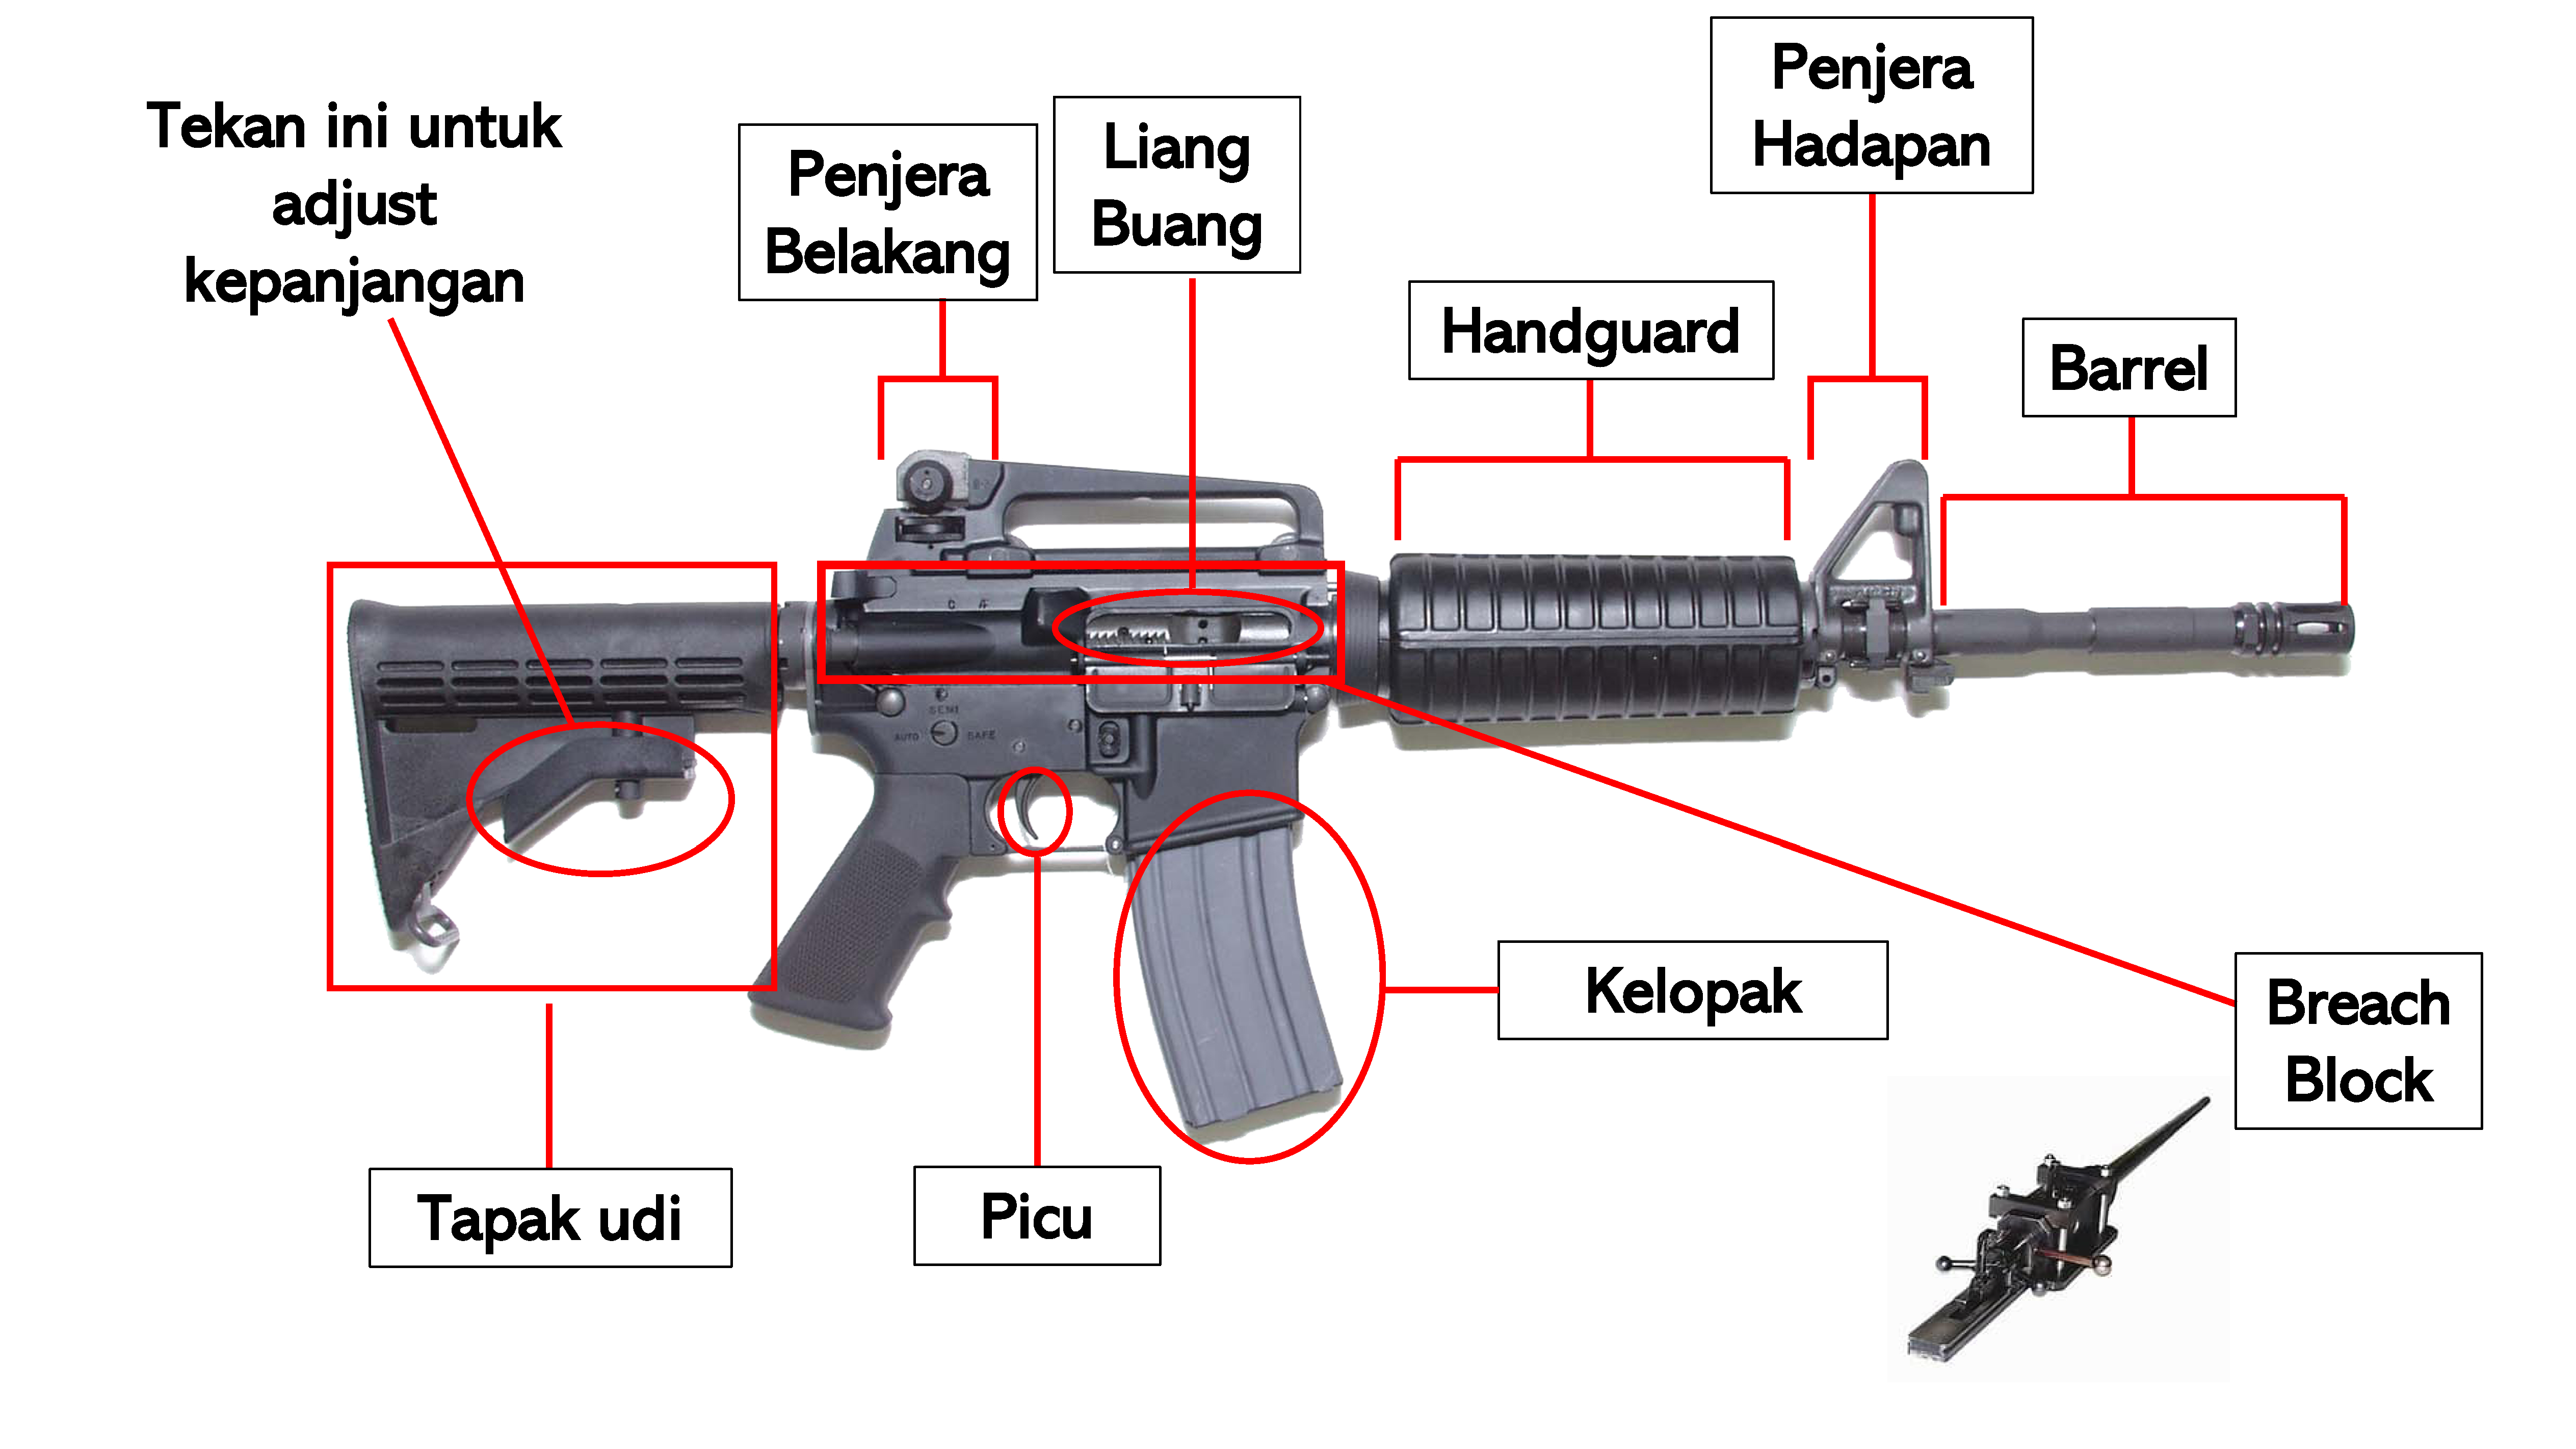 Tekan ini untuk
adjust
kepanjangan
Penjera
Belakang
Liang
Buang
Penjera
Hadapan
Handguard
Barrel
SEMI
AUTO
SAFE
Kelopak
Breach
Block
Tapak udi
Picu